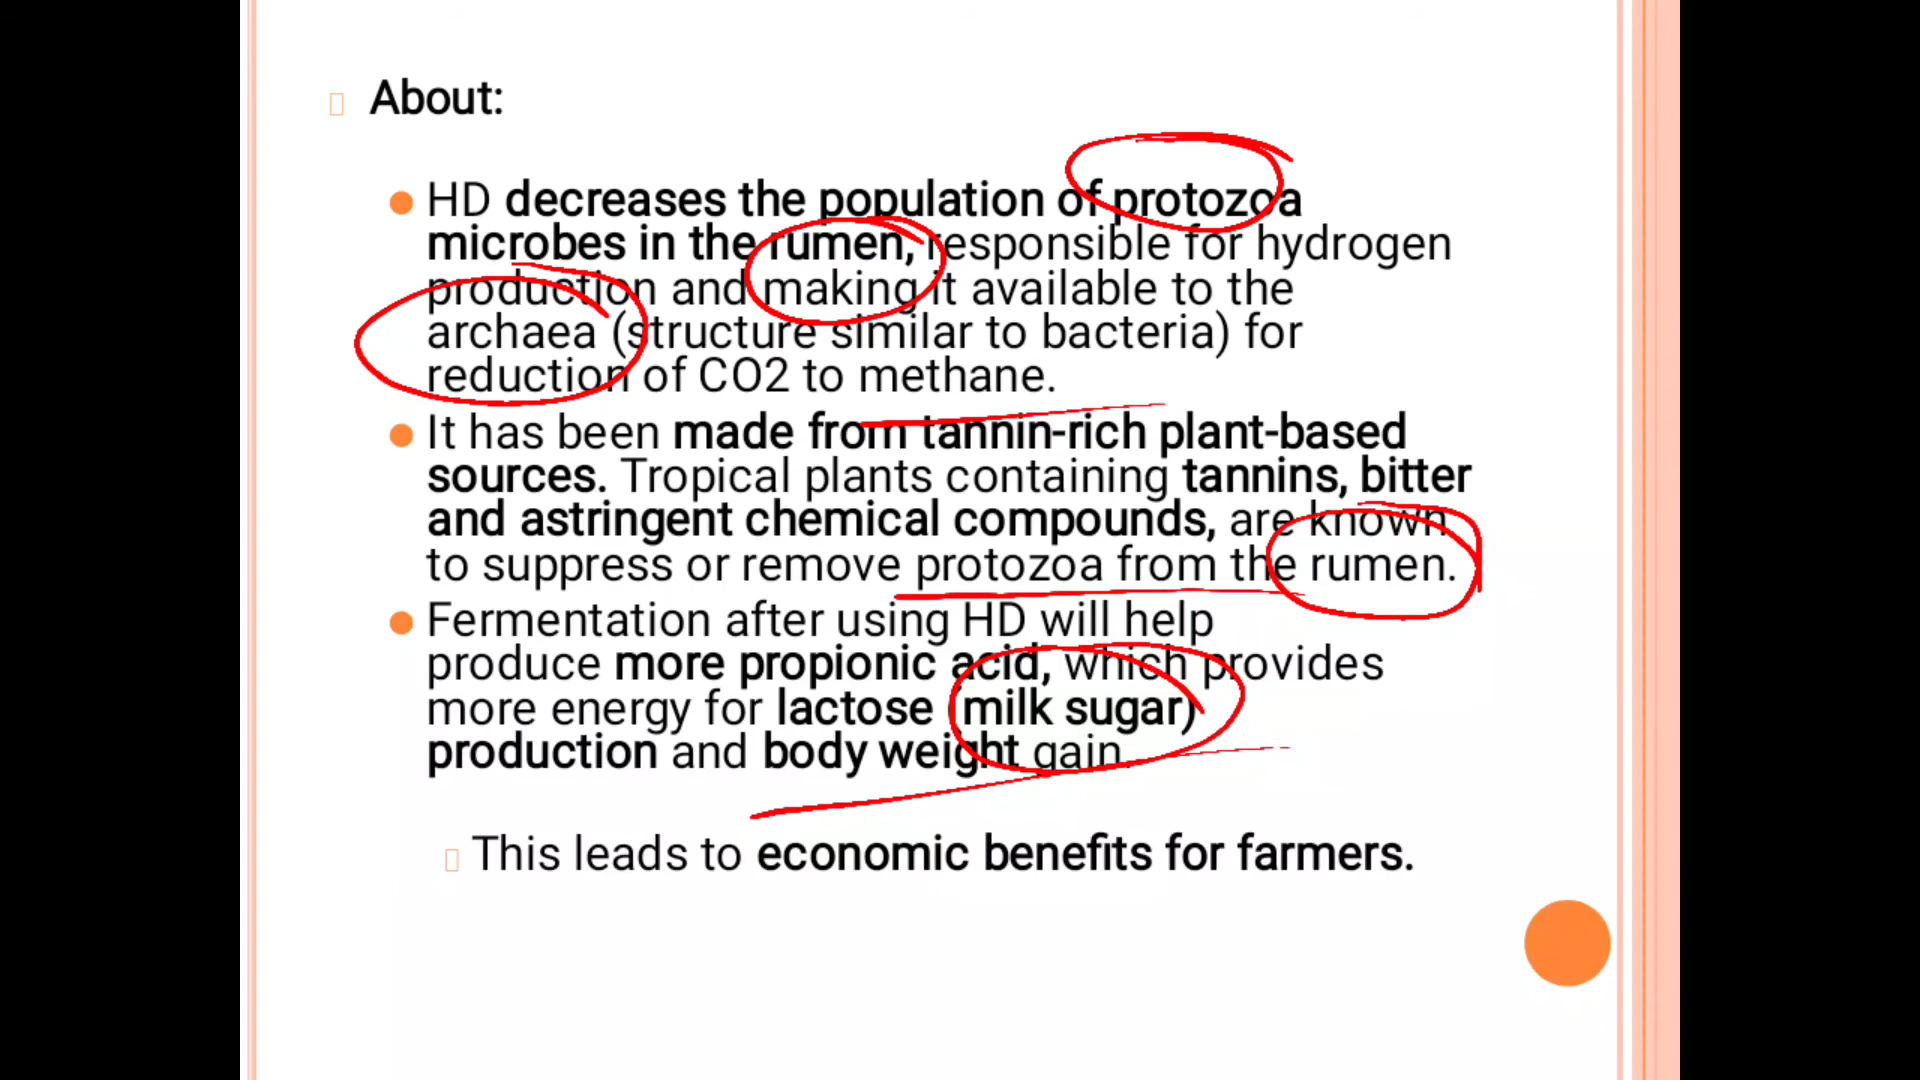 About:
HD decreases the population of protozoa
microbes in the rumen, responsible for hydrogen
production and making it available to the
archaea (structure similar to bacteria) for
reduction of CO2 to methane.
It has been made from tannin-rich plant-based
sources. Tropical plants containing tannins, bitter
and astringent chemical compounds, are known
to suppress or remove protozoa from the rumen.
Fermentation after using HD will help
produce more propionic acid, which provides
more energy for lactose (milk sugar)
production and body weight gain.
This leads to economic benefits for farmers.